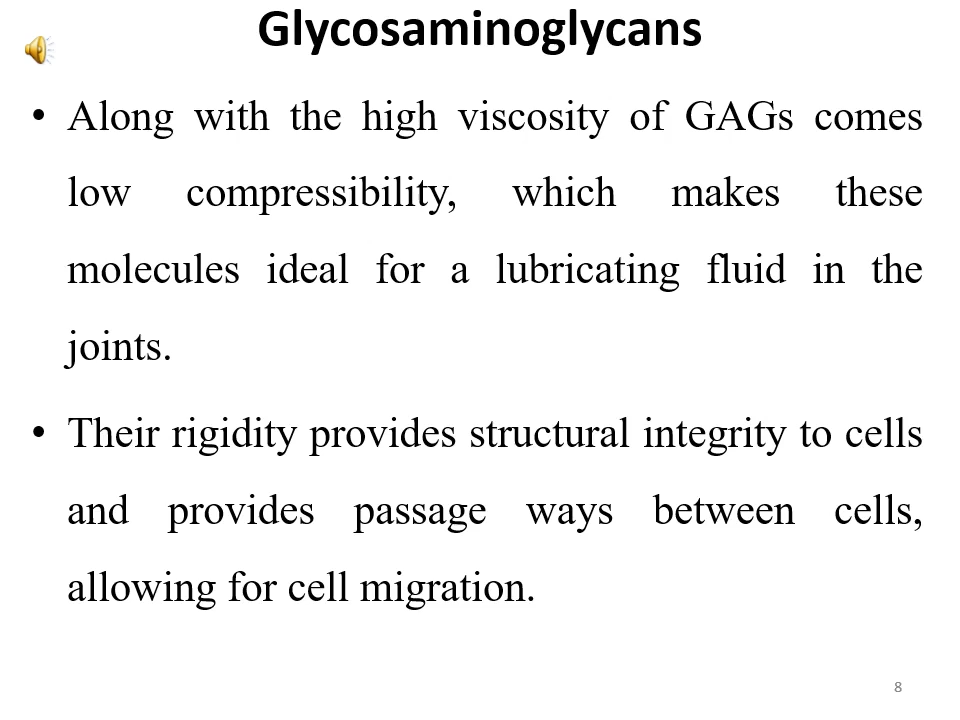 Glycosaminoglycans
• Along with the high viscosity of GAGs comes
low compressibility, which makes these
molecules ideal for a lubricating fluid in the
joints.
• Their rigidity provides structural integrity to cells
and provides passage ways between cells,
allowing for cell migration.
8